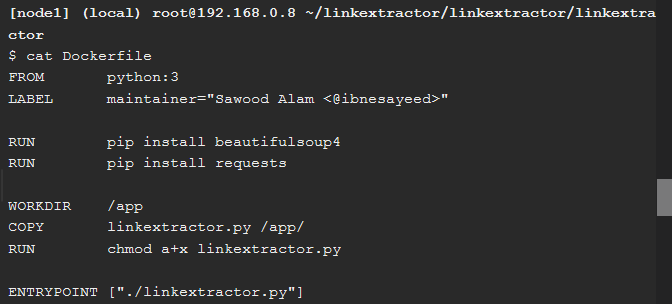 [node1] (local) root@192.168.0.8 ~/linkextractor/linkextractor/linkextra
ctor
$ cat Dockerfile
FROM       python:3
LABEL      maintainer="Sawood Alam <@ibnesayeed>"
RUN        pip install beautifulsoup4
RUN        pip install requests
WORKDIR    /app
COPY       linkextractor.py /app/
RUN        chmod a+x linkextractor.py
ENTRYPOINT ["./linkextractor.py"]